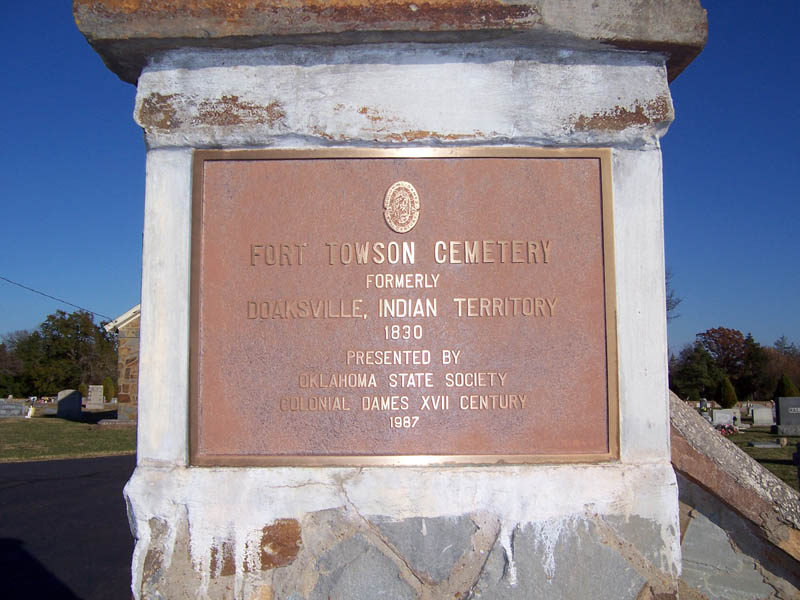 FORT TOWSON CEMETERY
FORMERLY
DOAKSVILLE, INDIAN TERRITORY
1830
PRESENTED BY
OKLAHOMA STATE SOCIETY
COLONIAL DAMES XVII CENTURY
1987